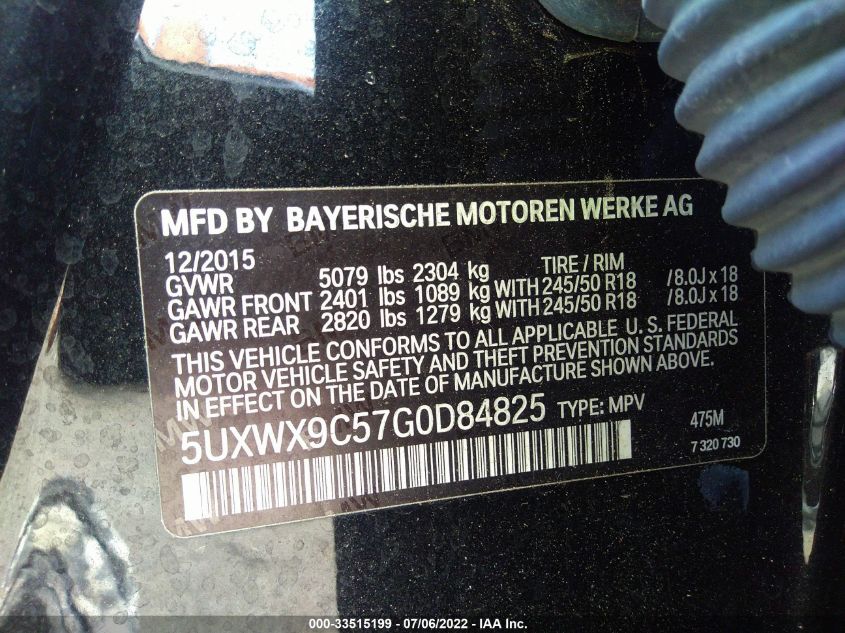 MFD BY BAYERISCHE MOTOREN WERKE AG
12/2015 TIRE / RIM
GVWR 5079 lbs 2304 kg
GAWR FRONT 2401 lbs 1089 kg WITH 245/50 R18 /8.0J x 18
GAWR REAR 2820 lbs 1279 kg WITH 245/50 R18 /8.0J x 18
THIS VEHICLE CONFORMS TO ALL APPLICABLE U. S. FEDERAL
MOTOR VEHICLE SAFETY AND THEFT PREVENTION STANDARDS
IN EFFECT ON THE DATE OF MANUFACTURE SHOWN ABOVE.
5UXWX9C57G0D84825 TYPE: MPV 475M
7 320 730
000-33515199 - 07/06/2022 - IAA Inc.